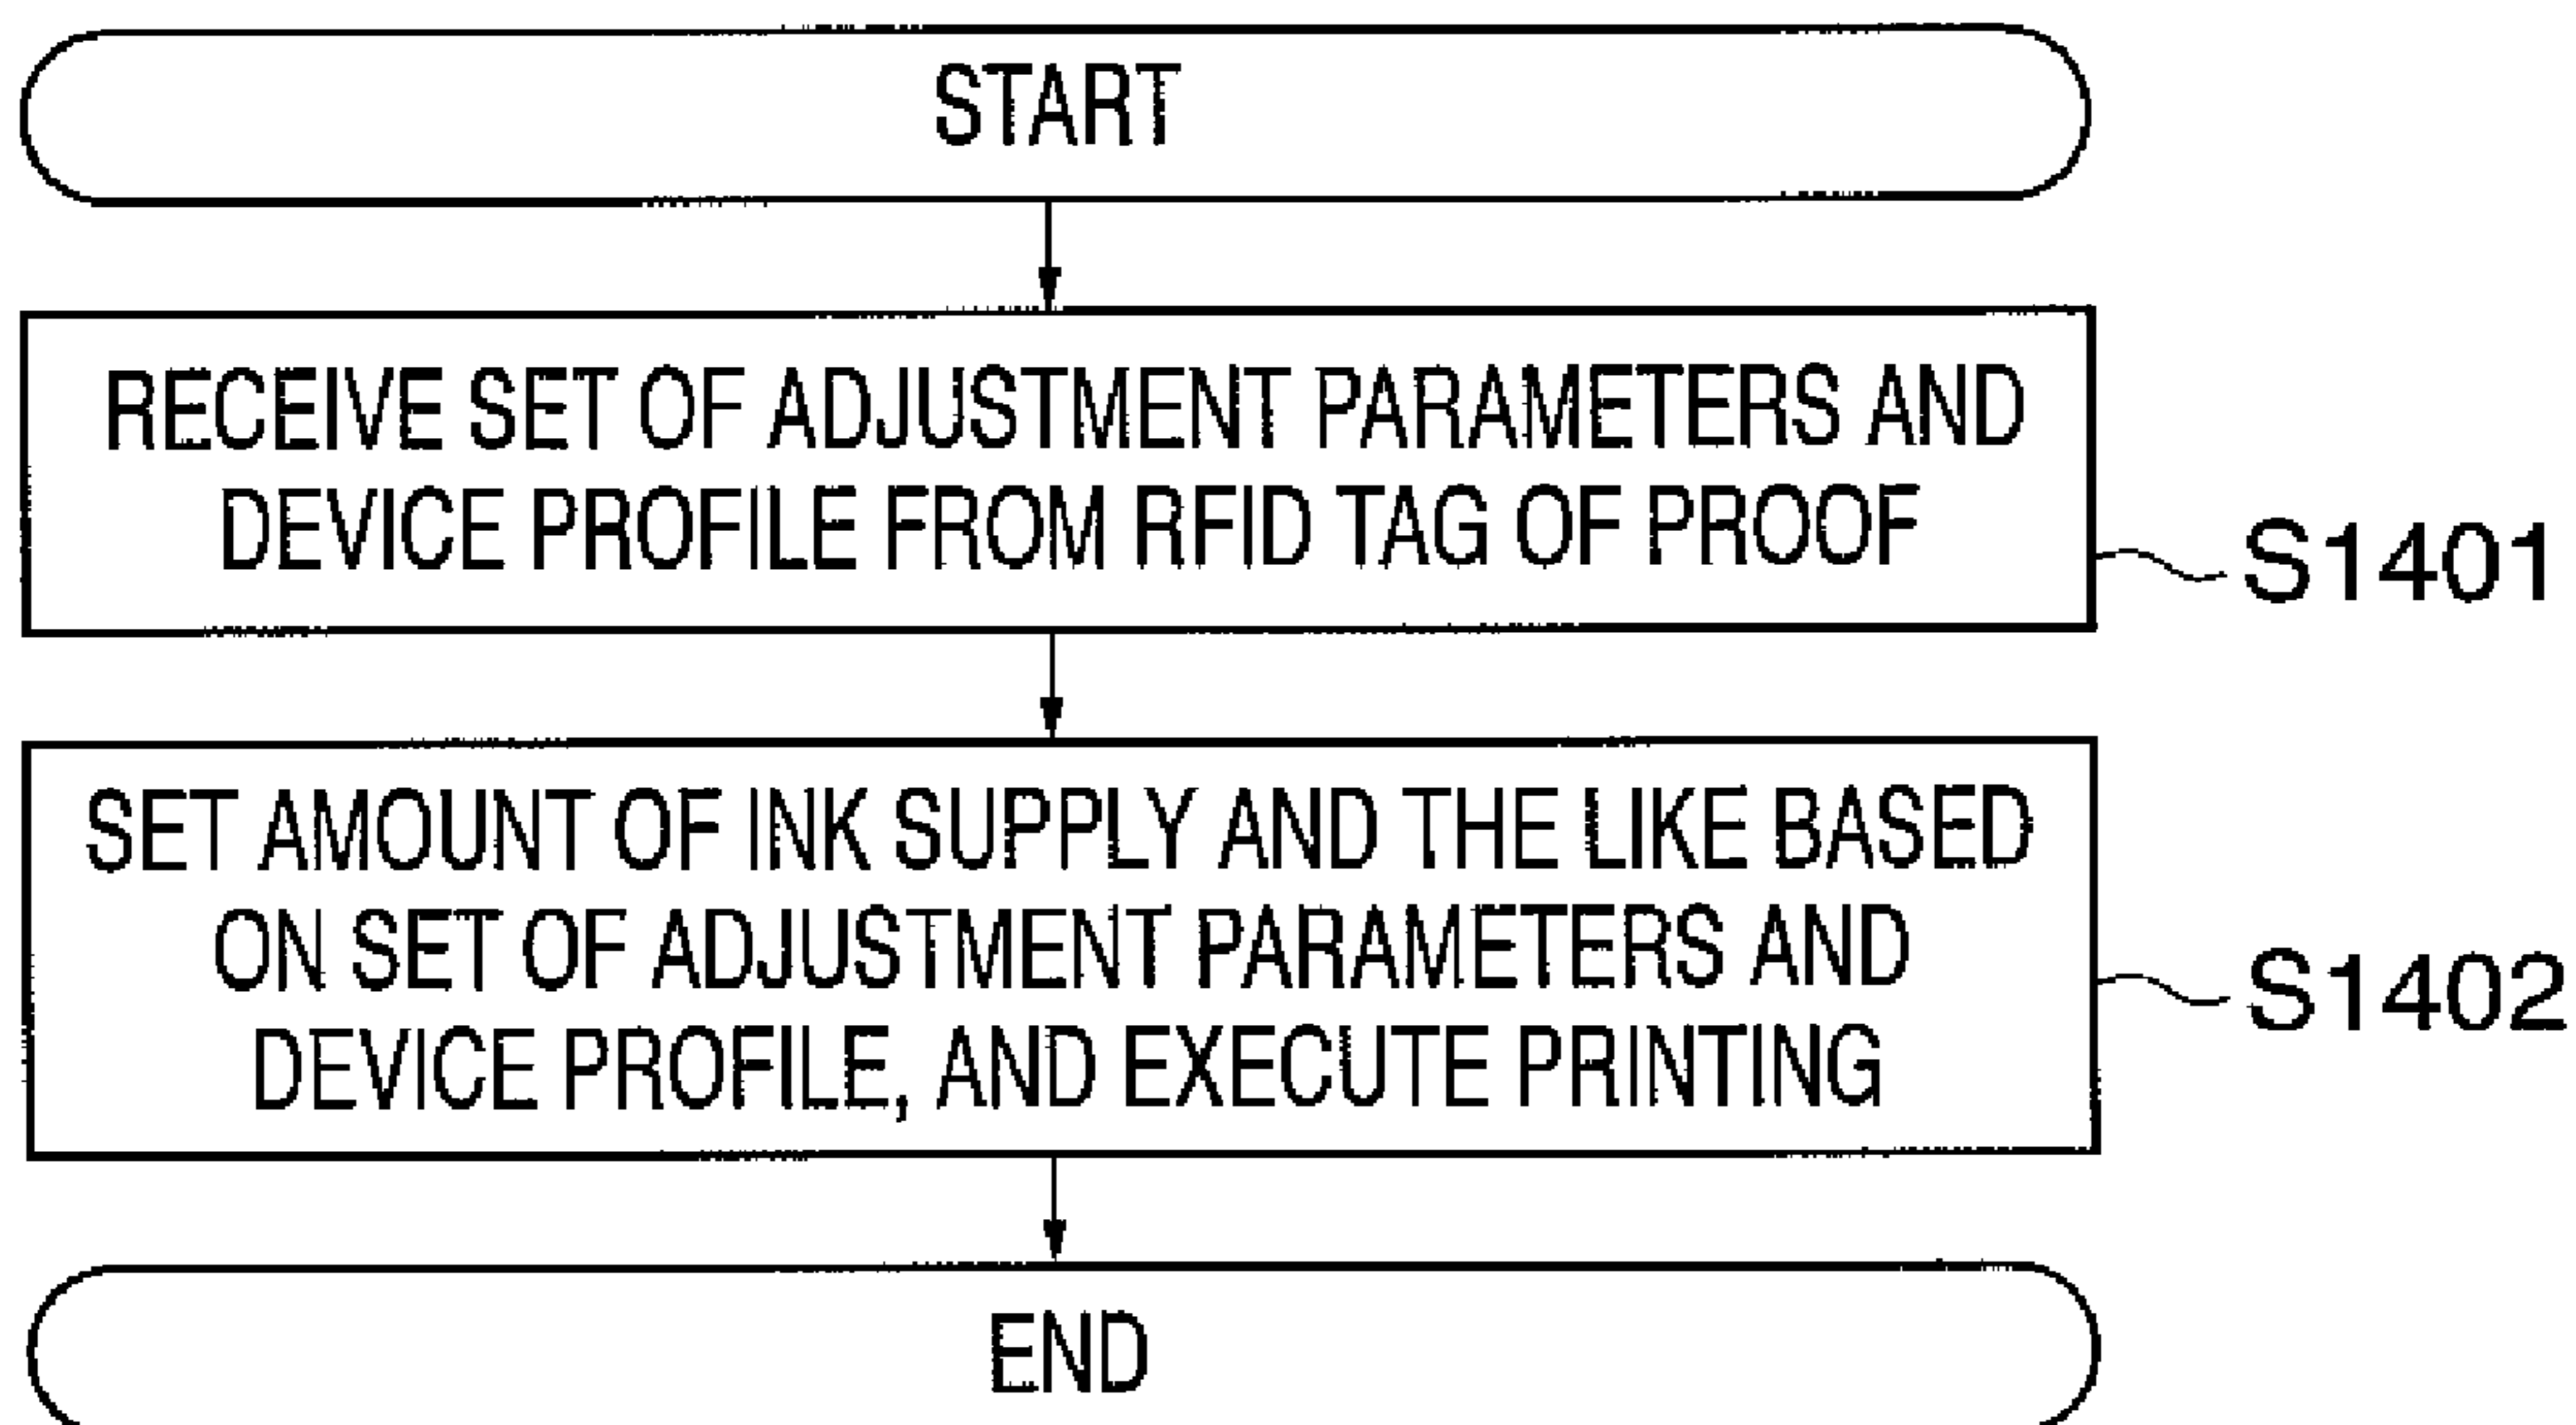 START
RECEIVE SET OF ADJUSTMENT PARAMETERS AND
DEVICE PROFILE FROM RFID TAG OF PROOF
S1401
SET AMOUNT OF INK SUPPLY AND THE LIKE BASED
ON SET OF ADJUSTMENT PARAMETERS AND
DEVICE PROFILE, AND EXECUTE PRINTING
S1402
END